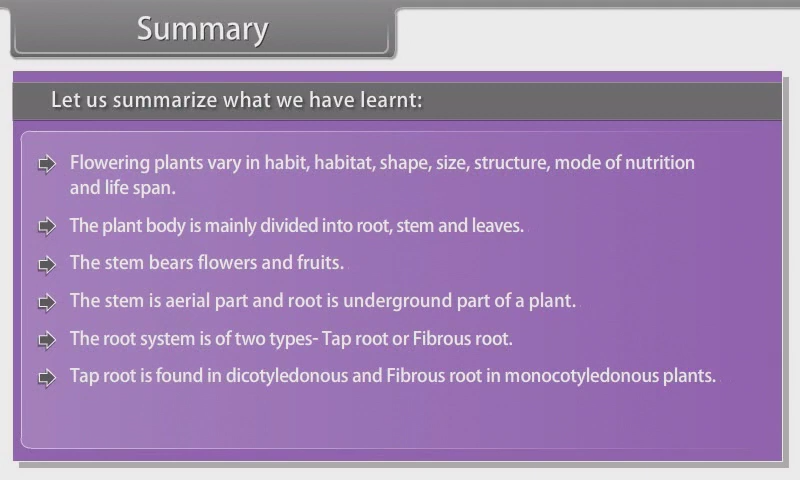 Summary
Let us summarize what we have learnt:
Flowering plants vary in habit, habitat, shape, size, structure, mode of nutrition
and life span.
The plant body is mainly divided into root, stem and leaves.
The stem bears flowers and fruits.
The stem is aerial part and root is underground part of a plant.
The root system is of two types- Tap root or Fibrous root.
Tap root is found in dicotyledonous and Fibrous root in monocotyledonous plants.